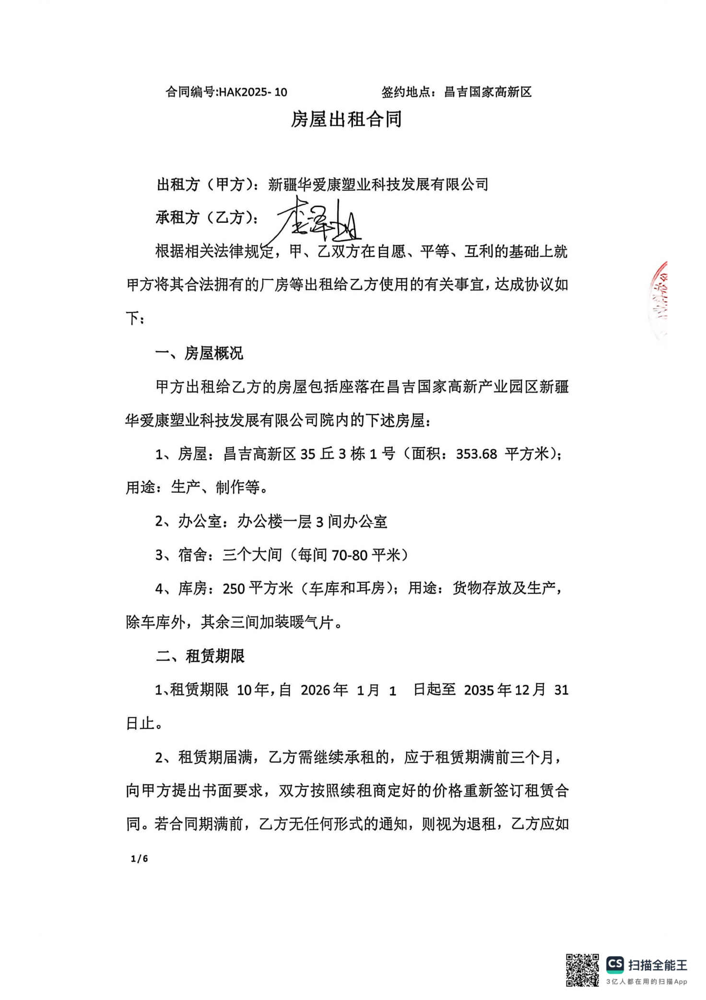 合同编号:HAK2025- 10 签约地点：昌吉国家高新区
房屋出租合同
出租方（甲方）：新疆华爱康塑业科技发展有限公司
承租方（乙方）：
根据相关法律规定，甲、乙双方在自愿、平等、互利的基础上就
甲方将其合法拥有的厂房等出租给乙方使用的有关事宜，达成协议如
下：
一、房屋概况
甲方出租给乙方的房屋包括座落在昌吉国家高新产业园区新疆
华爱康塑业科技发展有限公司院内的下述房屋：
1、房屋：昌吉高新区 35 丘 3 栋 1 号（面积：353.68 平方米）；
用途：生产、制作等。
2、办公室：办公楼一层 3 间办公室
3、宿舍：三个大间（每间 70-80 平米）
4、库房：250 平方米（车库和耳房）；用途：货物存放及生产，
除车库外，其余三间加装暖气片。
二、租赁期限
1、租赁期限 10 年，自 2026 年 1 月 1 日起至 2035 年 12 月 31
日止。
2、租赁期届满，乙方需继续承租的，应于租赁期满前三个月，
向甲方提出书面要求，双方按照续租商定好的价格重新签订租赁合
同。若合同期满前，乙方无任何形式的通知，则视为退租，乙方应如
1/6
CS 扫描全能王
3亿人都在用的扫描App